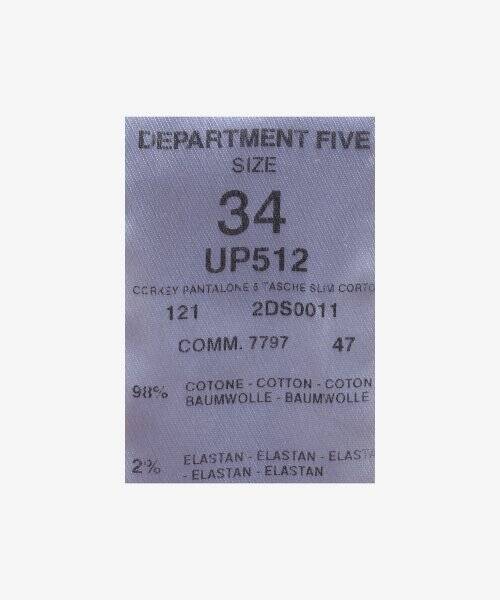 DEPARTMENT FIVE
SIZE
34
UP512
CORKEY PANTALONE 5 TASCHE SLIM CORTO
121 2DS0011
COMM. 7797 47
98% COTONE - COTTON - COTON
BAUMWOLLE - BAUMWOLLE
2% ELASTAN - ELASTAN - ELASTA
- ELASTAN - ELASTAN